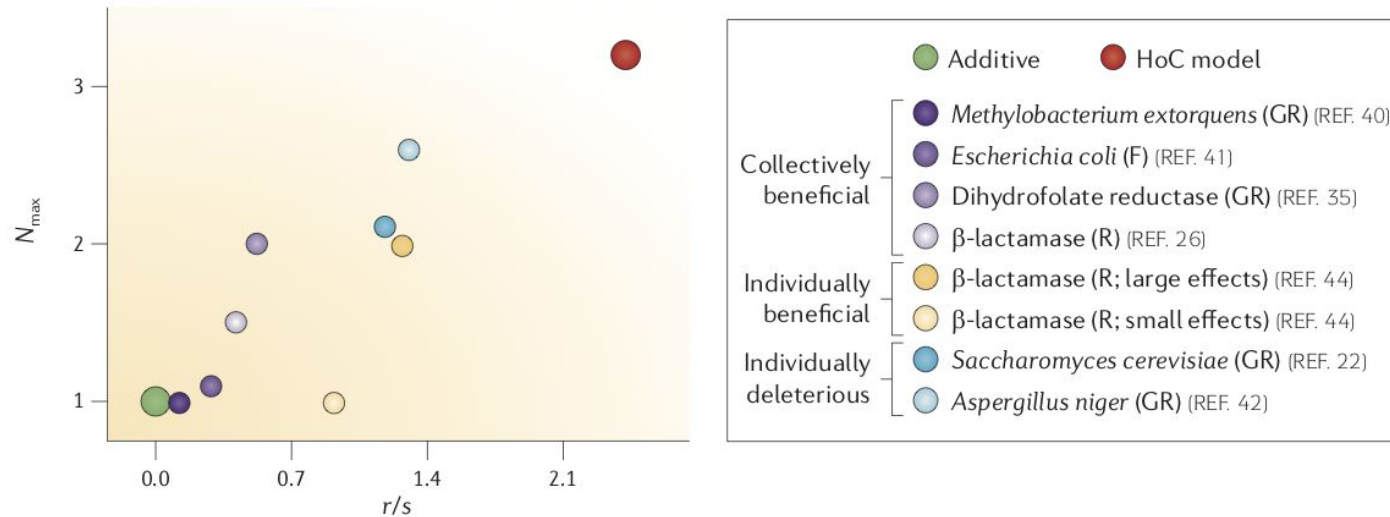 3
2
1
N_max
0.0 0.7 1.4 2.1
r/s
Additive HoC model
Collectively beneficial
Methylobacterium extorquens (GR) (REF. 40)
Escherichia coli (F) (REF. 41)
Dihydrofolate reductase (GR) (REF. 35)
β-lactamase (R) (REF. 26)
Individually beneficial
β-lactamase (R; large effects) (REF. 44)
β-lactamase (R; small effects) (REF. 44)
Individually deleterious
Saccharomyces cerevisiae (GR) (REF. 22)
Aspergillus niger (GR) (REF. 42)